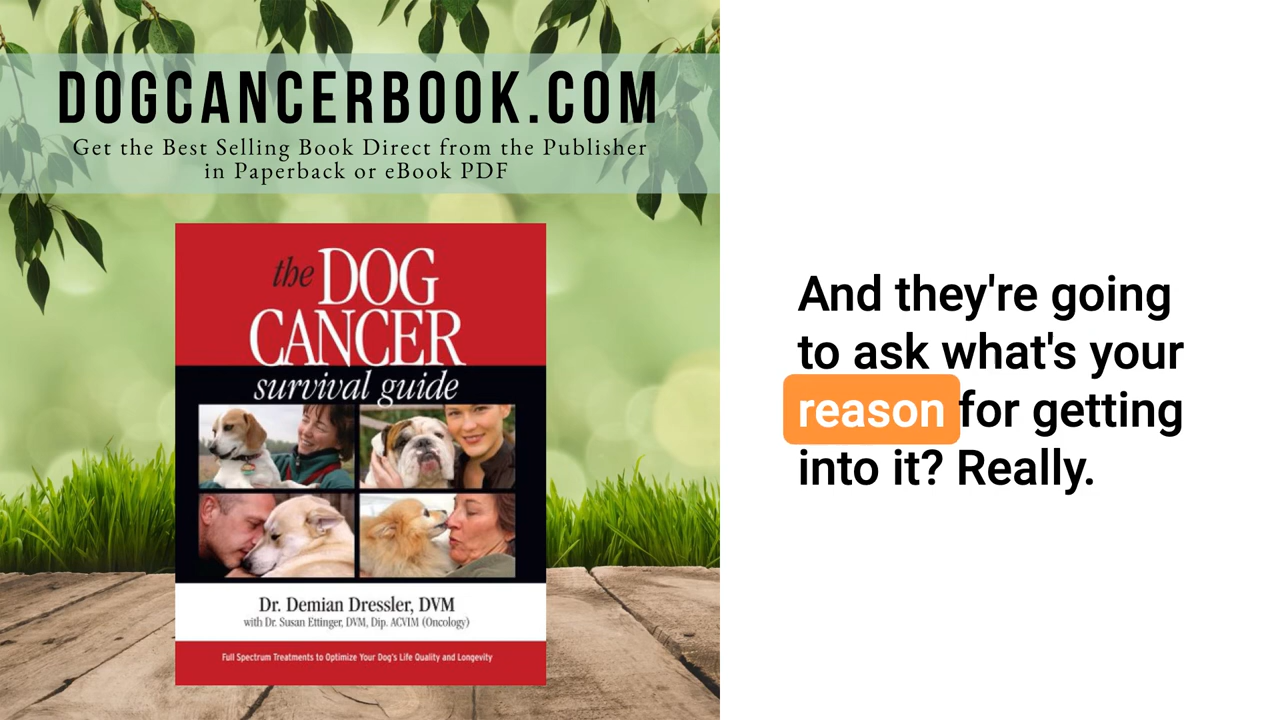 DOGCANCERBOOK.COM
Get the Best Selling Book Direct from the Publisher
in Paperback or eBook PDF
the DOG
CANCER
survival guide
Dr. Demian Dressler, DVM
with Dr. Susan Ettinger, DVM, Dip. ACVIM (Oncology)
Full Spectrum Treatments to Optimize Your Dog's Life Quality and Longevity
And they're going
to ask what's your
reason for getting
into it? Really.